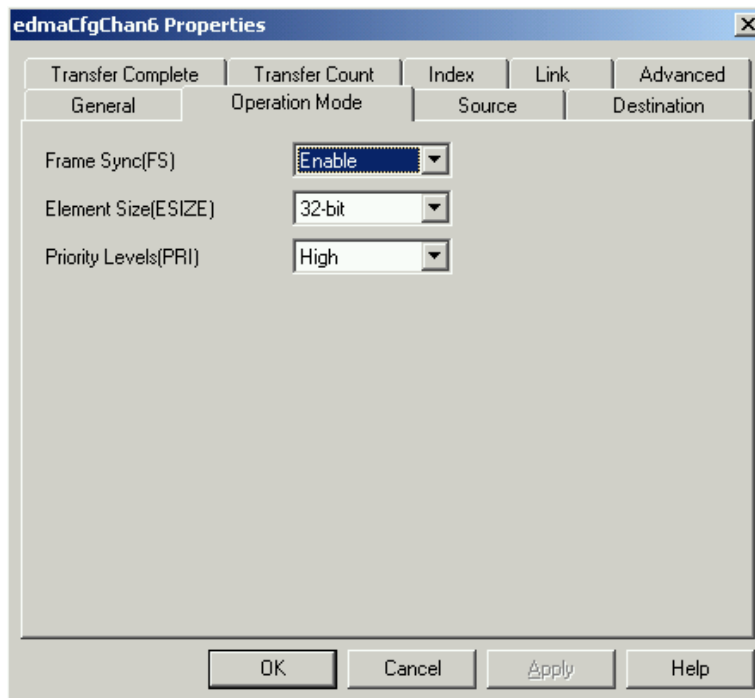 edmaCfgChan6 Properties
Transfer Complete Transfer Count Index Link Advanced
General Operation Mode Source Destination
Frame Sync(FS) Enable
Element Size(ESIZE) 32-bit
Priority Levels(PRI) High
OK Cancel Apply Help